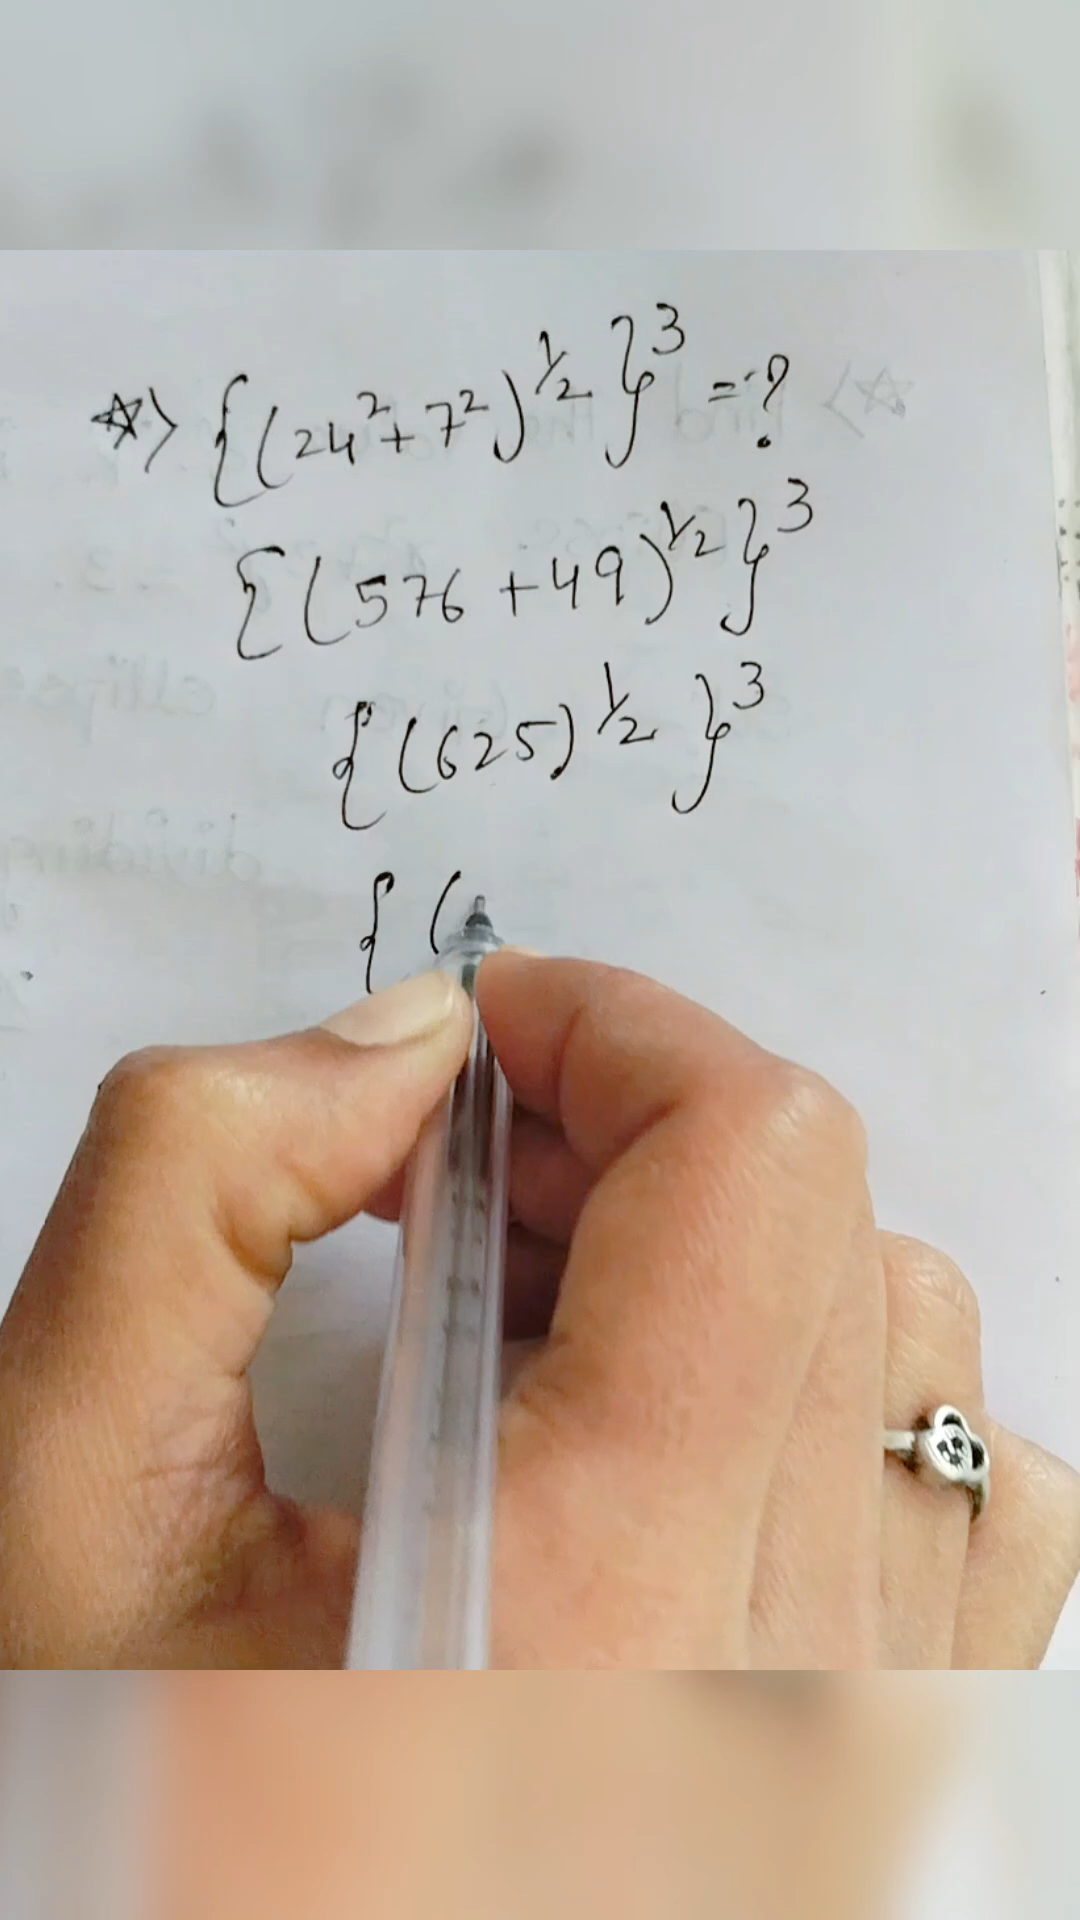 ☆> {(24²+7²)^½}³ = ?
{(576+49)^½}³
{(625)^½}³
{(